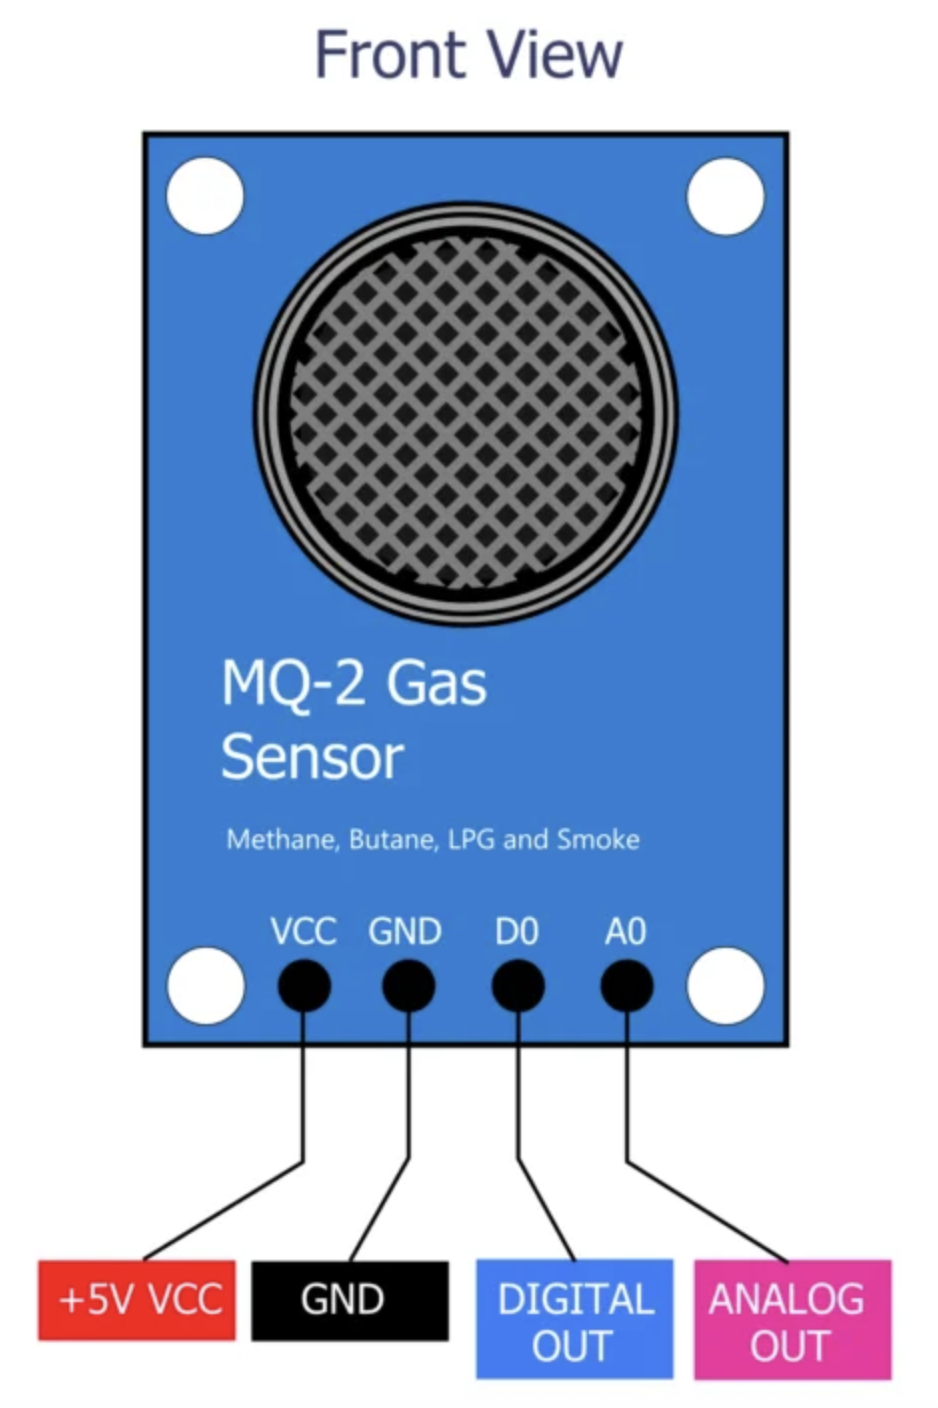 Front View
MQ-2 Gas
Sensor
Methane, Butane, LPG and Smoke
VCC GND D0 A0
+5V VCC
GND
DIGITAL
OUT
ANALOG
OUT